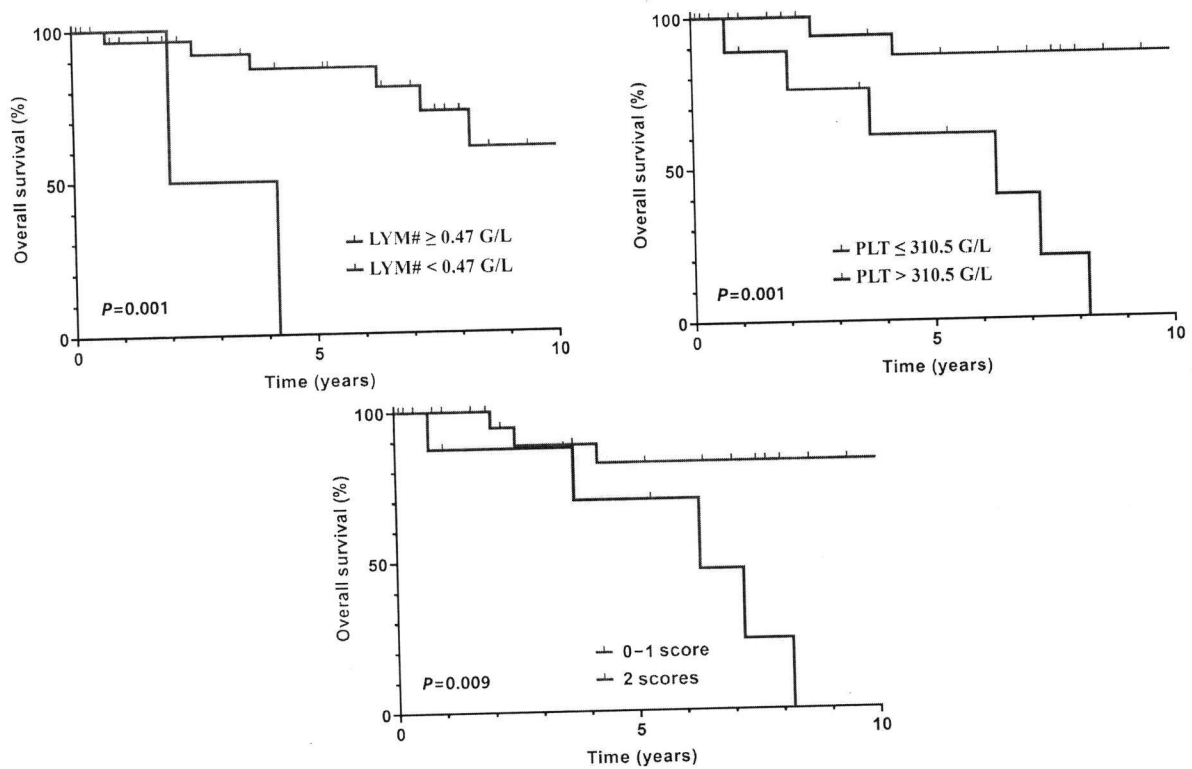 100
50
0
Overall survival (%)
LYM# ≥ 0.47 G/L
LYM# < 0.47 G/L
P=0.001
0
5
10
Time (years)
100
50
0
Overall survival (%)
PLT ≤ 310.5 G/L
PLT > 310.5 G/L
P=0.001
0
5
10
Time (years)
100
50
0
Overall survival (%)
0–1 score
2 scores
P=0.009
0
5
10
Time (years)